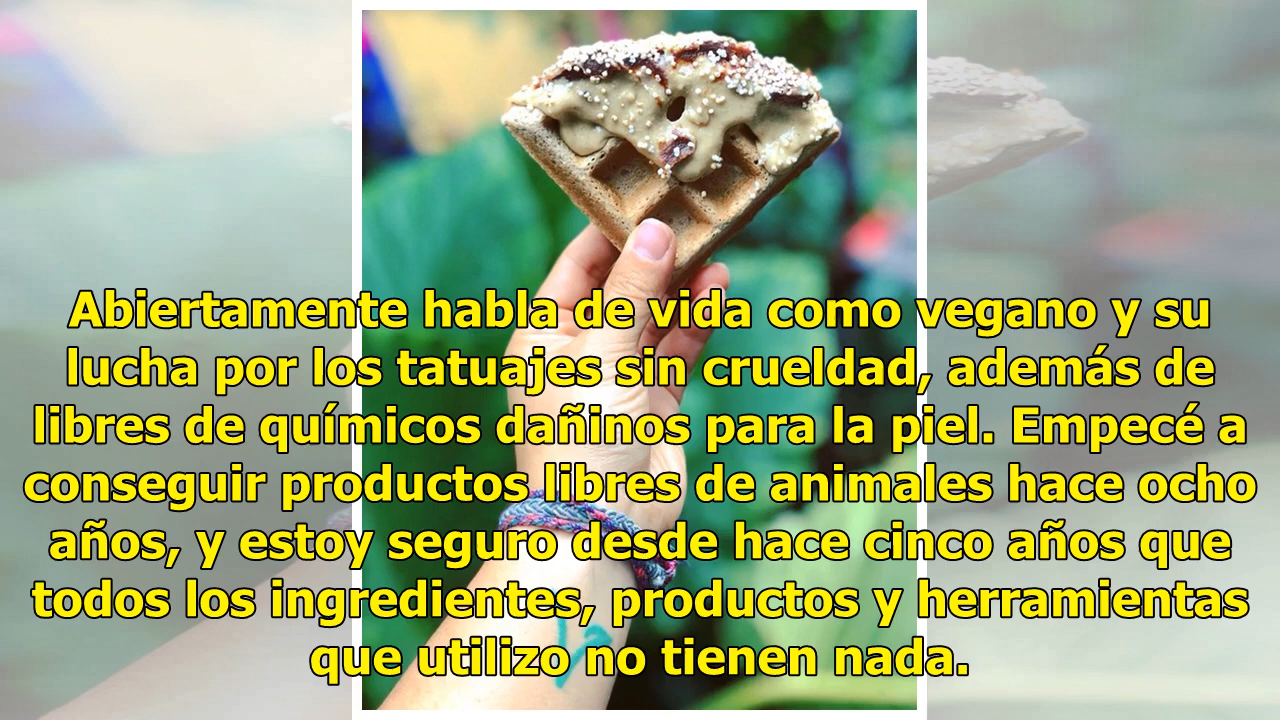 Abiertamente habla de vida como vegano y su
lucha por los tatuajes sin crueldad, además de
libres de químicos dañinos para la piel. Empecé a
conseguir productos libres de animales hace ocho
años, y estoy seguro desde hace cinco años que
todos los ingredientes, productos y herramientas
que utilizo no tienen nada.